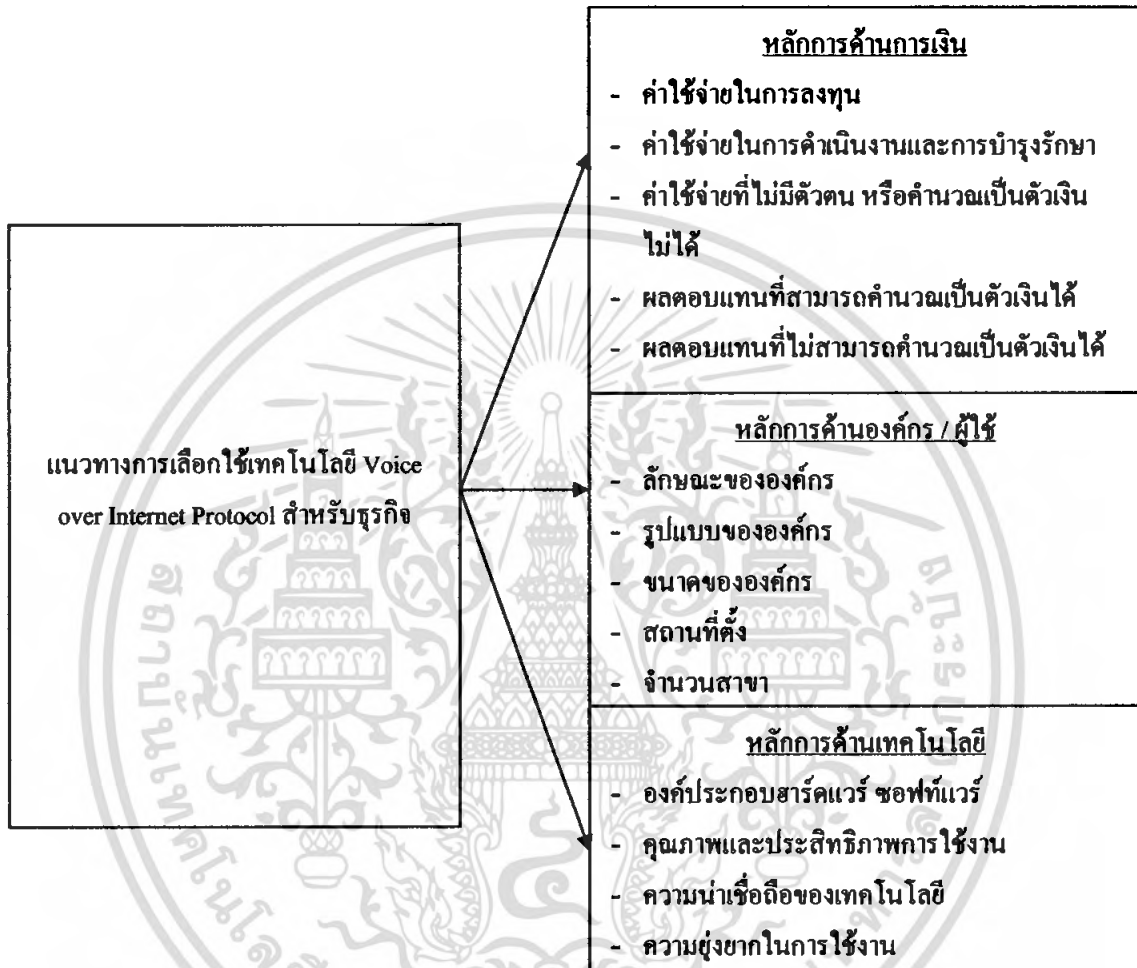 แนวทางการเลือกใช้เทคโนโลยี Voice
over Internet Protocol สำหรับธุรกิจ
หลักการด้านการเงิน
- ค่าใช้จ่ายในการลงทุน
- ค่าใช้จ่ายในการดำเนินงานและการบำรุงรักษา
- ค่าใช้จ่ายที่ไม่มีตัวตน หรือคำนวณเป็นตัวเงิน
ไม่ได้
- ผลตอบแทนที่สามารถคำนวณเป็นตัวเงินได้
- ผลตอบแทนที่ไม่สามารถคำนวณเป็นตัวเงินได้
หลักการด้านองค์กร / ผู้ใช้
- ลักษณะขององค์กร
- รูปแบบขององค์กร
- ขนาดขององค์กร
- สถานที่ตั้ง
- จำนวนสาขา
หลักการด้านเทคโนโลยี
- องค์ประกอบฮาร์ดแวร์ ซอฟท์แวร์
- คุณภาพและประสิทธิภาพการใช้งาน
- ความน่าเชื่อถือของเทคโนโลยี
- ความยุ่งยากในการใช้งาน